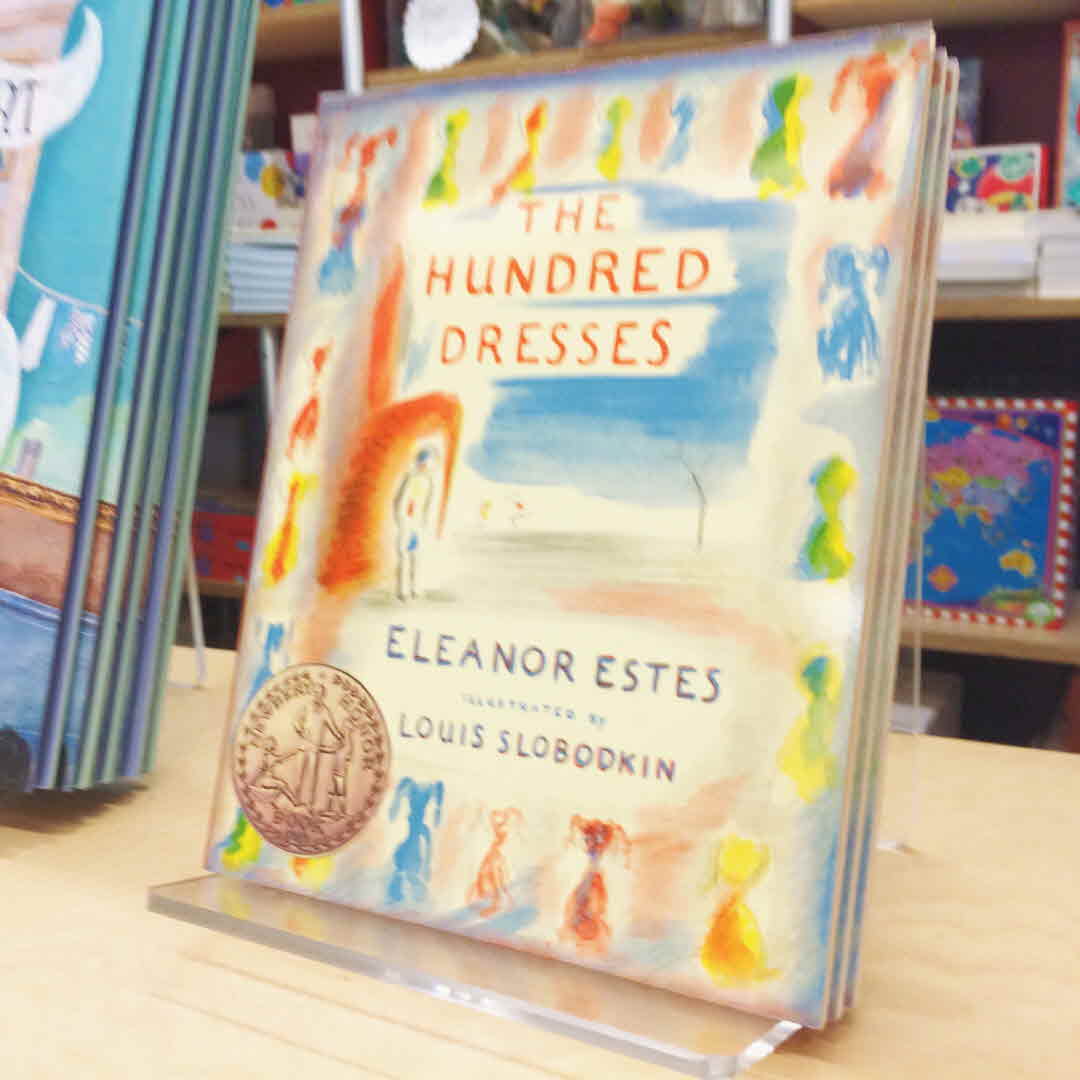 THE
HUNDRED
DRESSES
ELEANOR ESTES
ILLUSTRATED BY
LOUIS SLOBODKIN